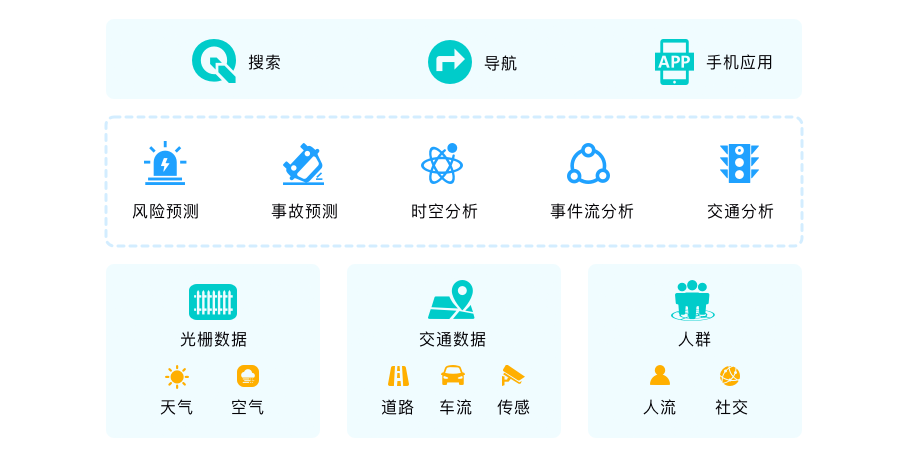 搜索
导航
APP
手机应用
风险预测
事故预测
时空分析
事件流分析
交通分析
光栅数据
交通数据
人群
天气
空气
道路
车流
传感
人流
社交